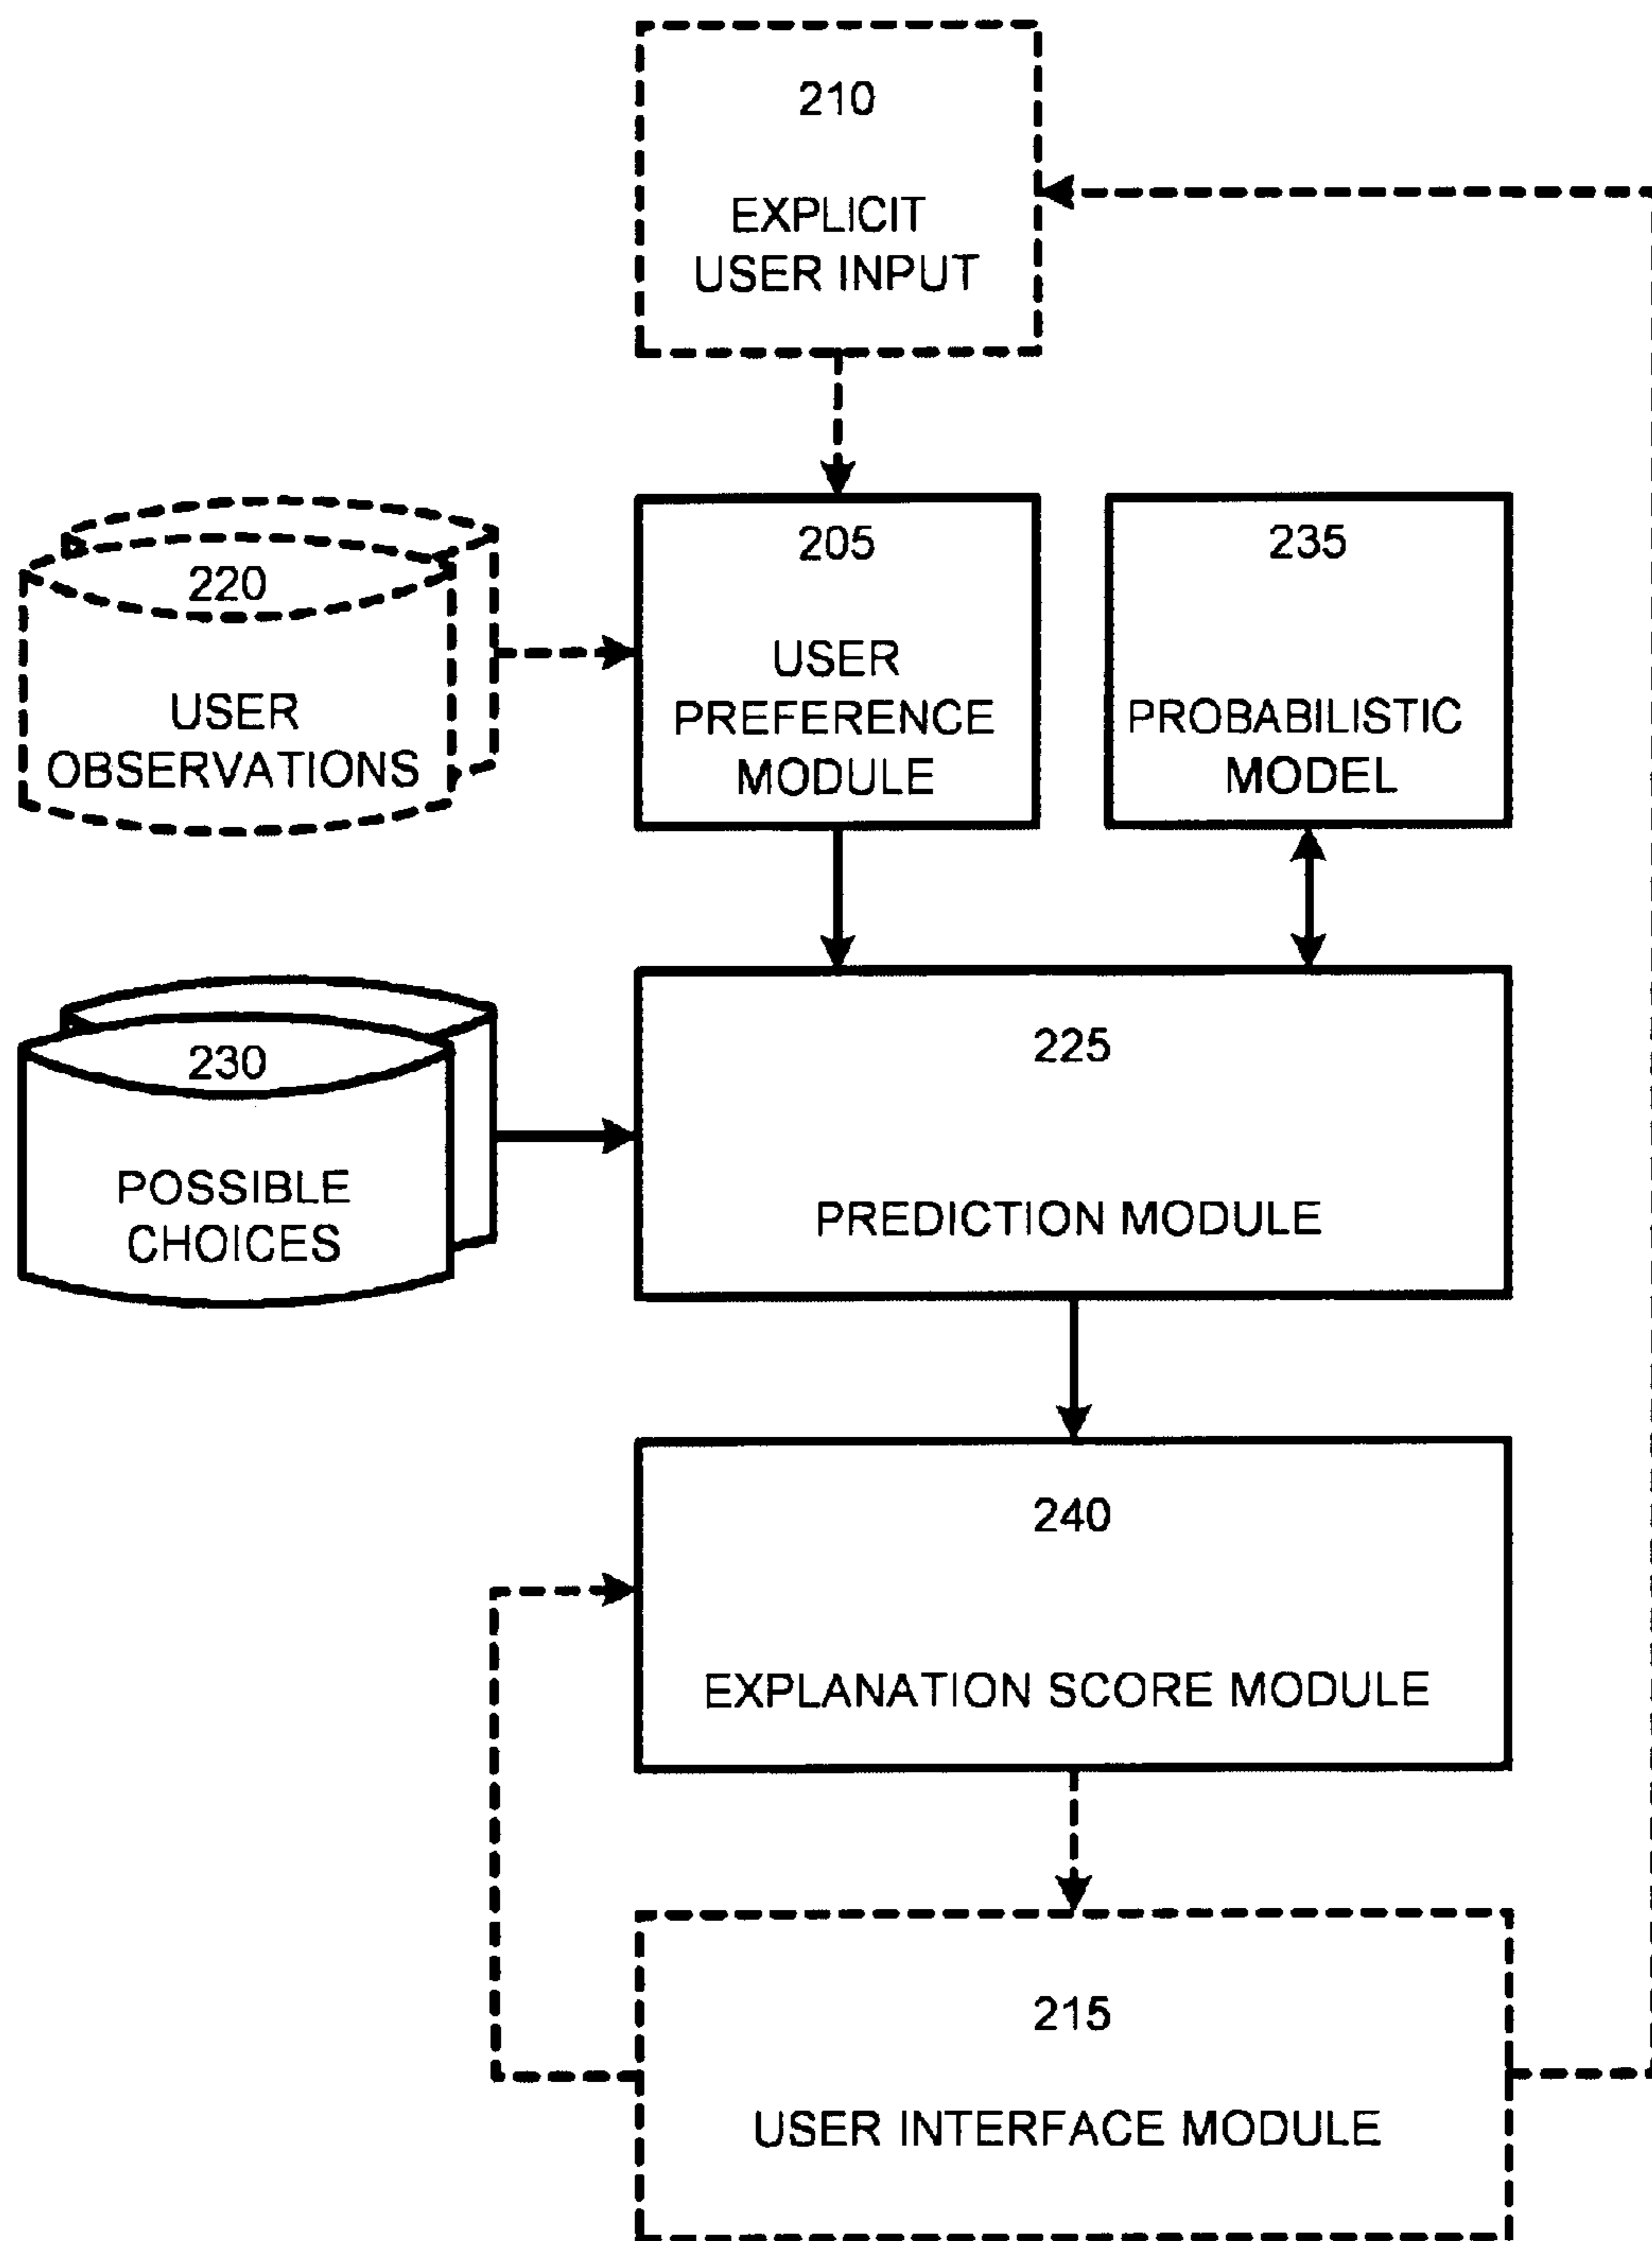 210
EXPLICIT
USER INPUT
220
USER
OBSERVATIONS
205
USER
PREFERENCE
MODULE
235
PROBABILISTIC
MODEL
230
POSSIBLE
CHOICES
225
PREDICTION MODULE
240
EXPLANATION SCORE MODULE
215
USER INTERFACE MODULE